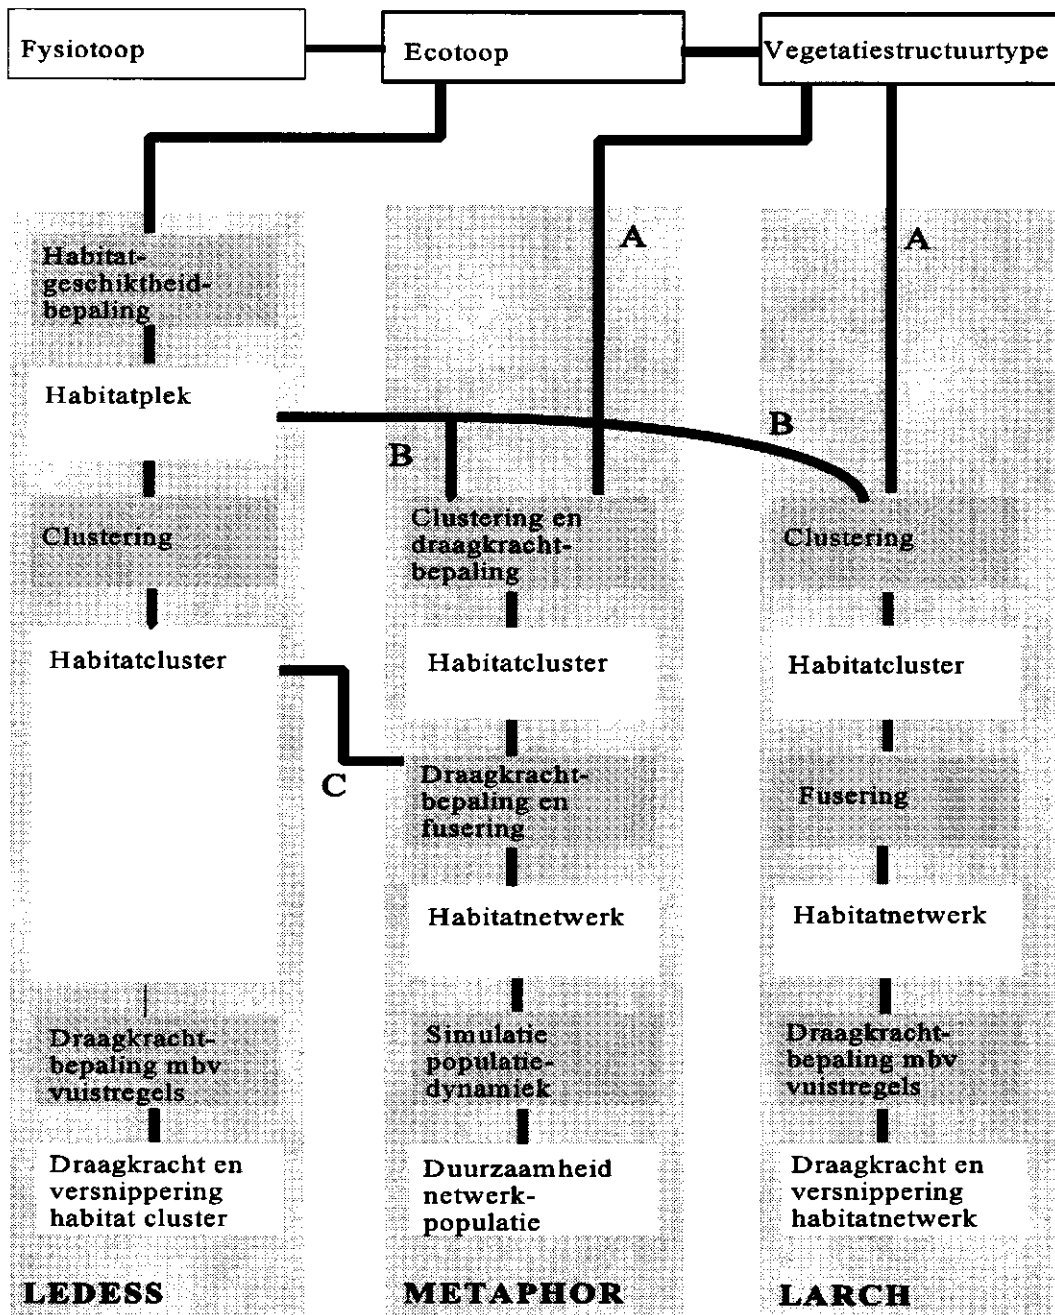 Fysiotoop
Ecotoop
Vegetatiestructuurtype
A
A
Habitat-
geschiktheid-
bepaling
Habitatplek
B
B
Clustering
Clustering en
draagkracht-
bepaling
Clustering
Habitatcluster
Habitatcluster
Habitatcluster
C
Draagkracht-
bepaling en
fusering
Fusering
Habitatnetwerk
Habitatnetwerk
Draagkracht-
bepaling mbv
vuistregels
Simulatie
populatie-
dynamiek
Draagkracht-
bepaling mbv
vuistregels
Draagkracht en
versnippering
habitat cluster
Duurzaamheid
netwerk-
populatie
Draagkracht en
versnippering
habitatnetwerk
LEDESS
METAPHOR
LARCH